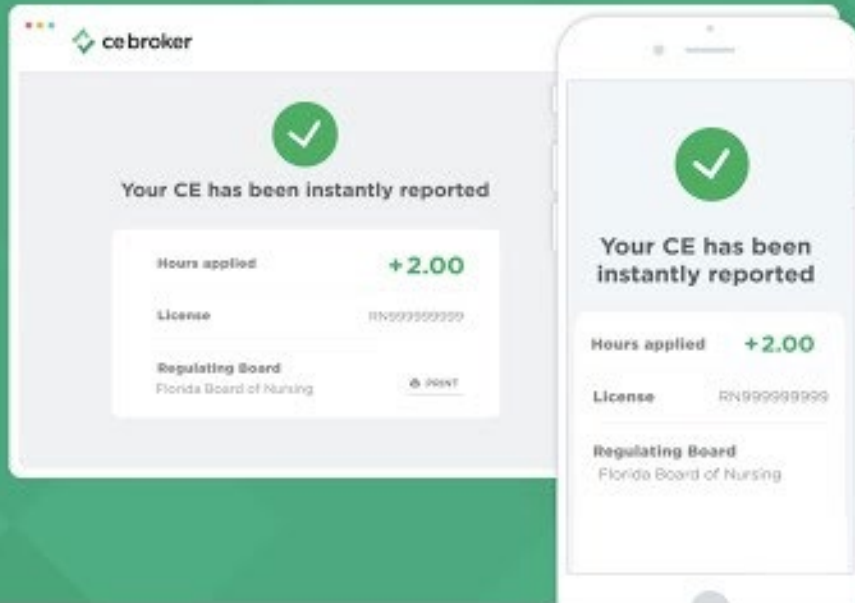 cebroker
Your CE has been instantly reported
Hours applied +2.00
License RN999999999
Regulating Board
Florida Board of Nursing PRINT
Your CE has been
instantly reported
Hours applied +2.00
License RN999999999
Regulating Board
Florida Board of Nursing